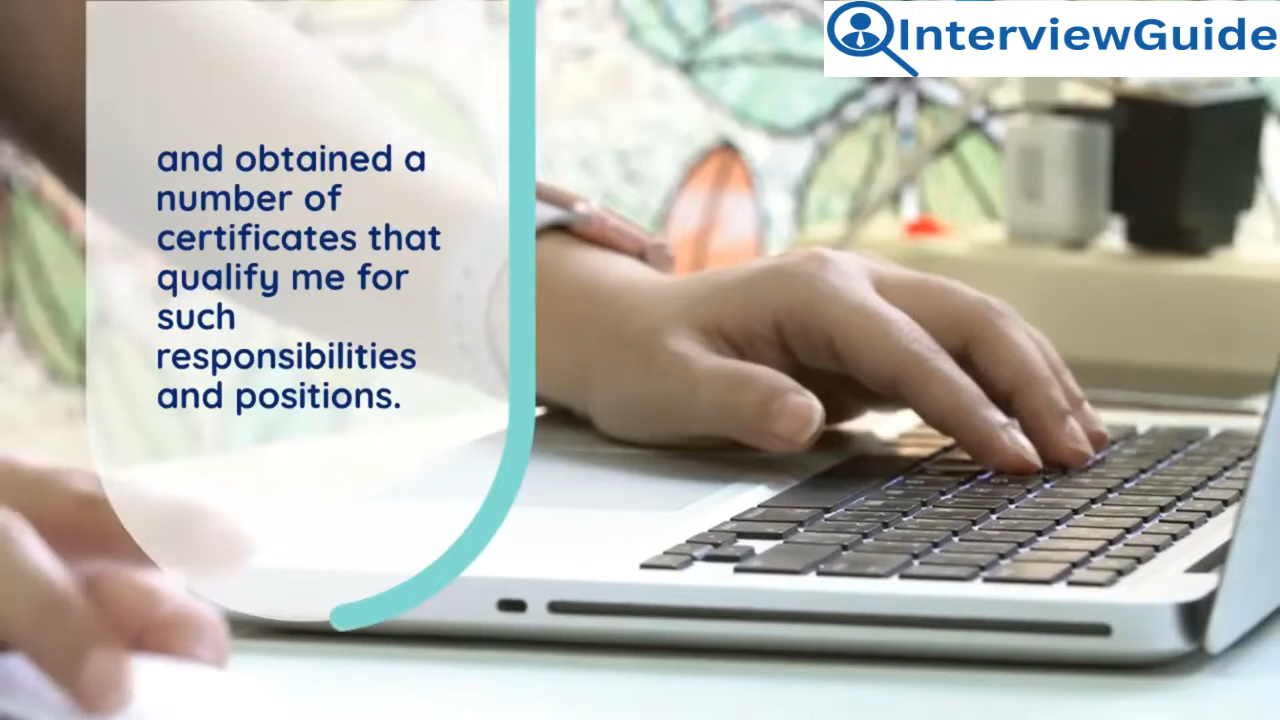 InterviewGuide
and obtained a
number of
certificates that
qualify me for
such
responsibilities
and positions.